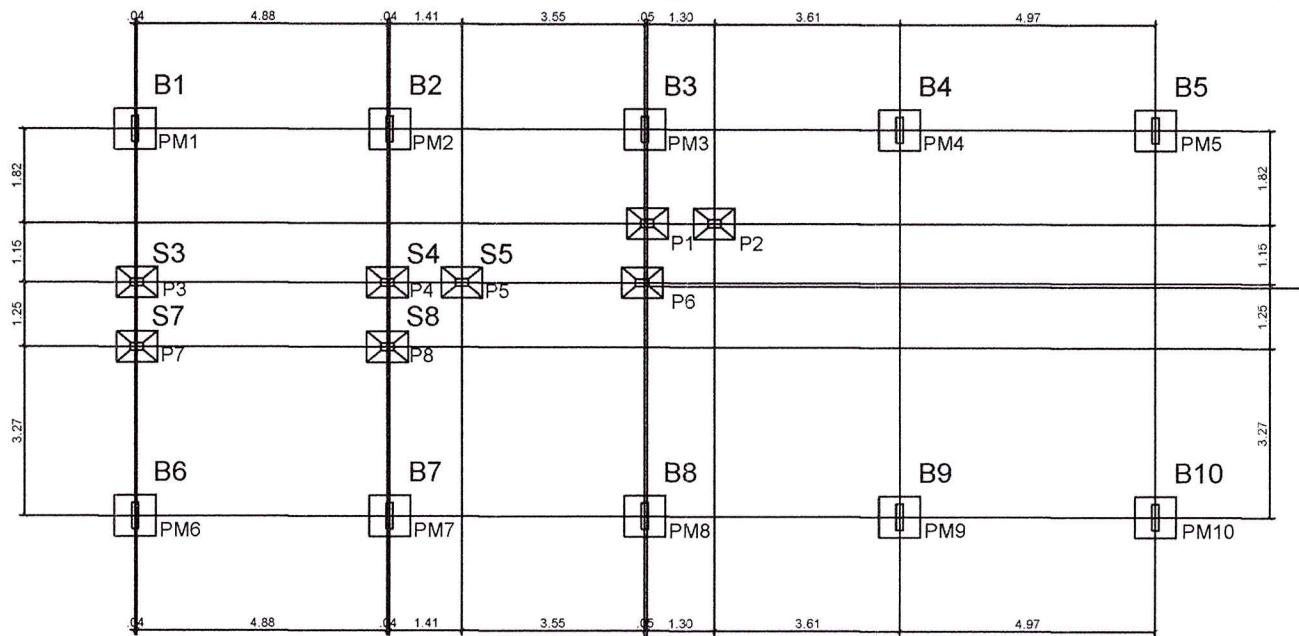 .04 4.88 .04 1.41 3.55 .05 1.30 3.61 4.97
B1 B2 B3 B4 B5
PM1 PM2 PM3 PM4 PM5
1.82 1.82
P1 P2
1.15 1.15
S3 S4 S5
P3 P4 P5 P6
1.25 1.25
S7 S8
P7 P8
3.27 3.27
B6 B7 B8 B9 B10
PM6 PM7 PM8 PM9 PM10
.04 4.88 .04 1.41 3.55 .05 1.30 3.61 4.97